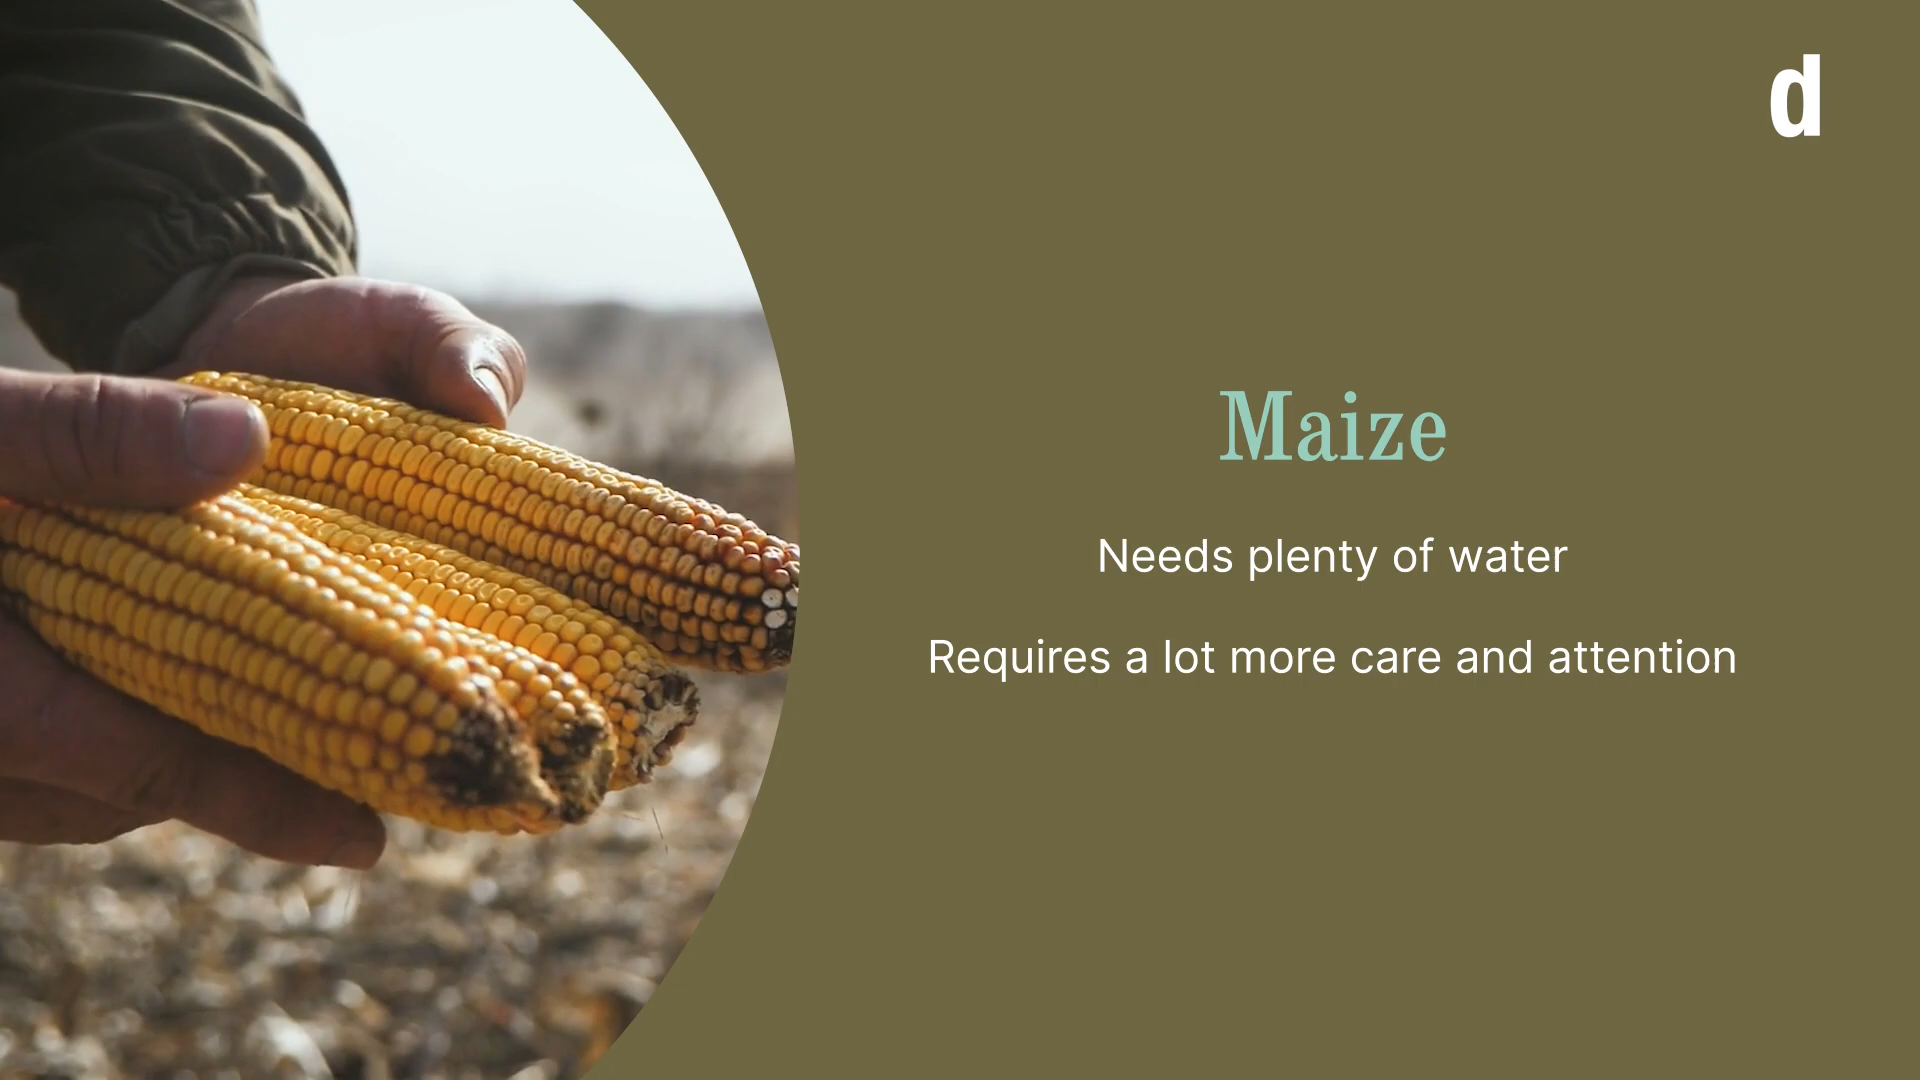 d
Maize
Needs plenty of water
Requires a lot more care and attention